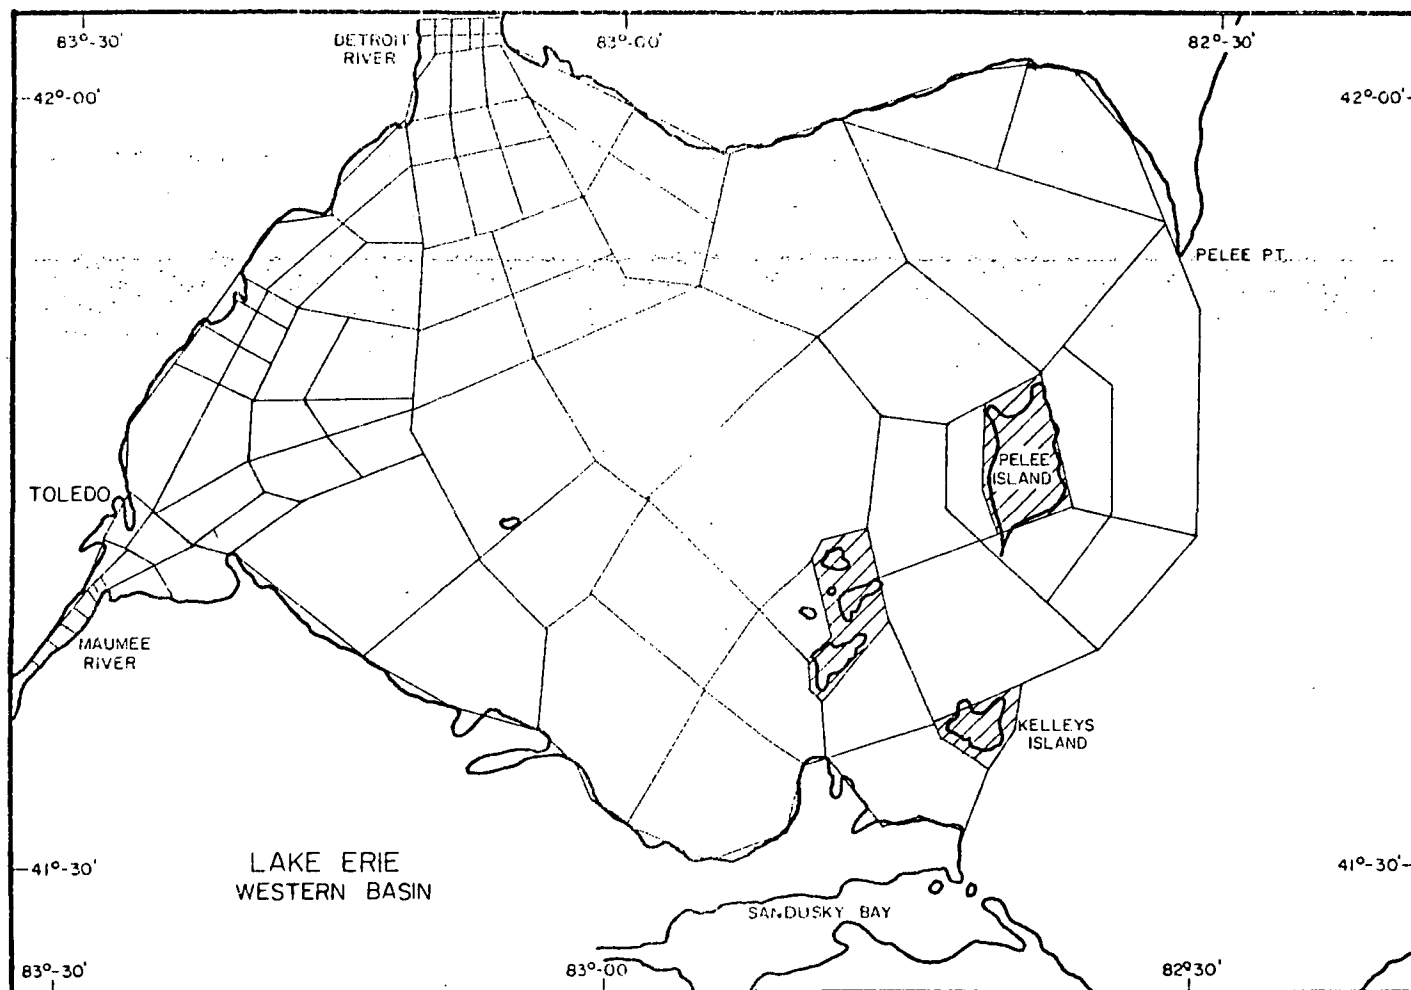 83°-30'
DETROIT
RIVER
83°-00'
82°-30'
42°-00'
42°-00'
PELEE PT.
PELEE
ISLAND
TOLEDO
MAUMEE
RIVER
KELLEYS
ISLAND
LAKE ERIE
WESTERN BASIN
41°-30'
41°-30'
SANDUSKY BAY
83°-30'
83°-00
82°30'